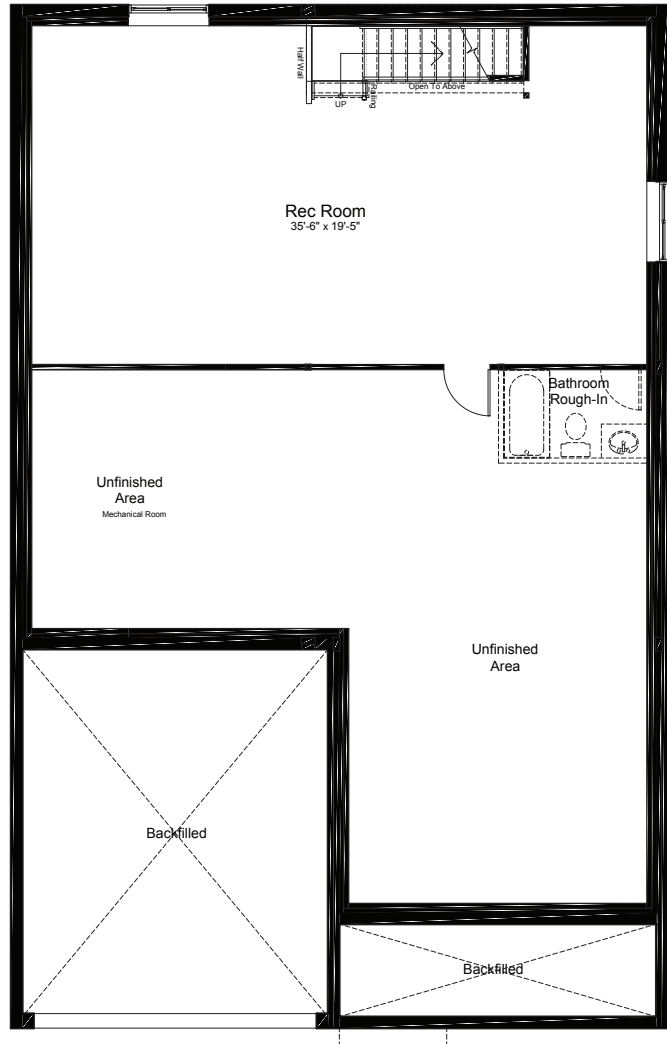 Half Wall
Railing
Open To Above
UP
Rec Room
35'-6" x 19'-5"
Bathroom
Rough-In
Unfinished
Area
Mechanical Room
Unfinished
Area
Backfilled
Backfilled